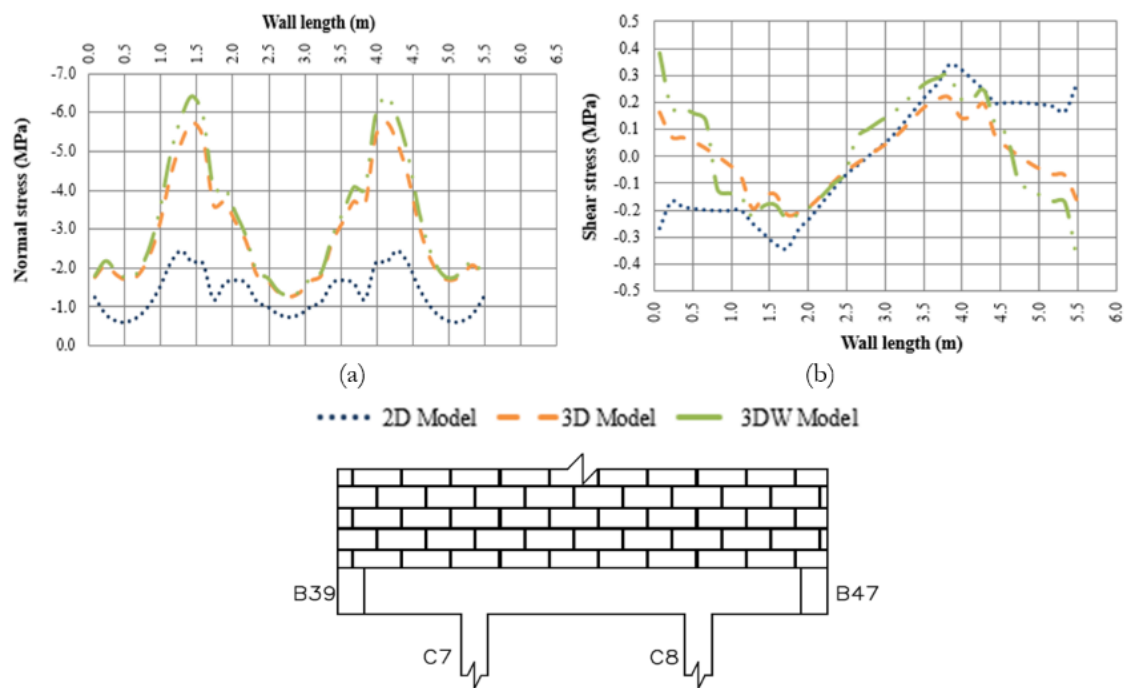 Wall length (m)
0.0 0.5 1.0 1.5 2.0 2.5 3.0 3.5 4.0 4.5 5.0 5.5 6.0 6.5
-7.0
-6.0
-5.0
-4.0
-3.0
-2.0
-1.0
0.0
Normal stress (MPa)
(a)
0.5
0.4
0.3
0.2
0.1
0.0
-0.1
-0.2
-0.3
-0.4
-0.5
Shear stress (MPa)
0.0 0.5 1.0 1.5 2.0 2.5 3.0 3.5 4.0 4.5 5.0 5.5 6.0
Wall length (m)
(b)
2D Model 3D Model 3DW Model
B39 B47
C7 C8